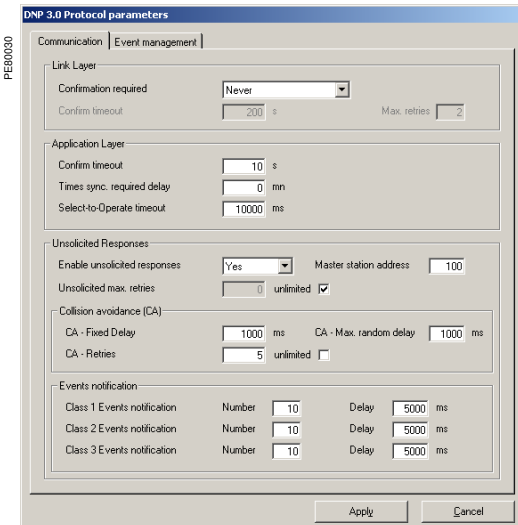 PE80030
DNP 3.0 Protocol parameters
Communication Event management
Link Layer
Confirmation required Never
Confirm timeout 200 s Max. retries 2
Application Layer
Confirm timeout 10 s
Times sync. required delay 0 mn
Select-to-Operate timeout 10000 ms
Unsolicited Responses
Enable unsolicited responses Yes Master station address 100
Unsolicited max. retries 0 unlimited
Collision avoidance (CA)
CA - Fixed Delay 1000 ms CA - Max. random delay 1000 ms
CA - Retries 5 unlimited
Events notification
Class 1 Events notification Number 10 Delay 5000 ms
Class 2 Events notification Number 10 Delay 5000 ms
Class 3 Events notification Number 10 Delay 5000 ms
Apply Cancel